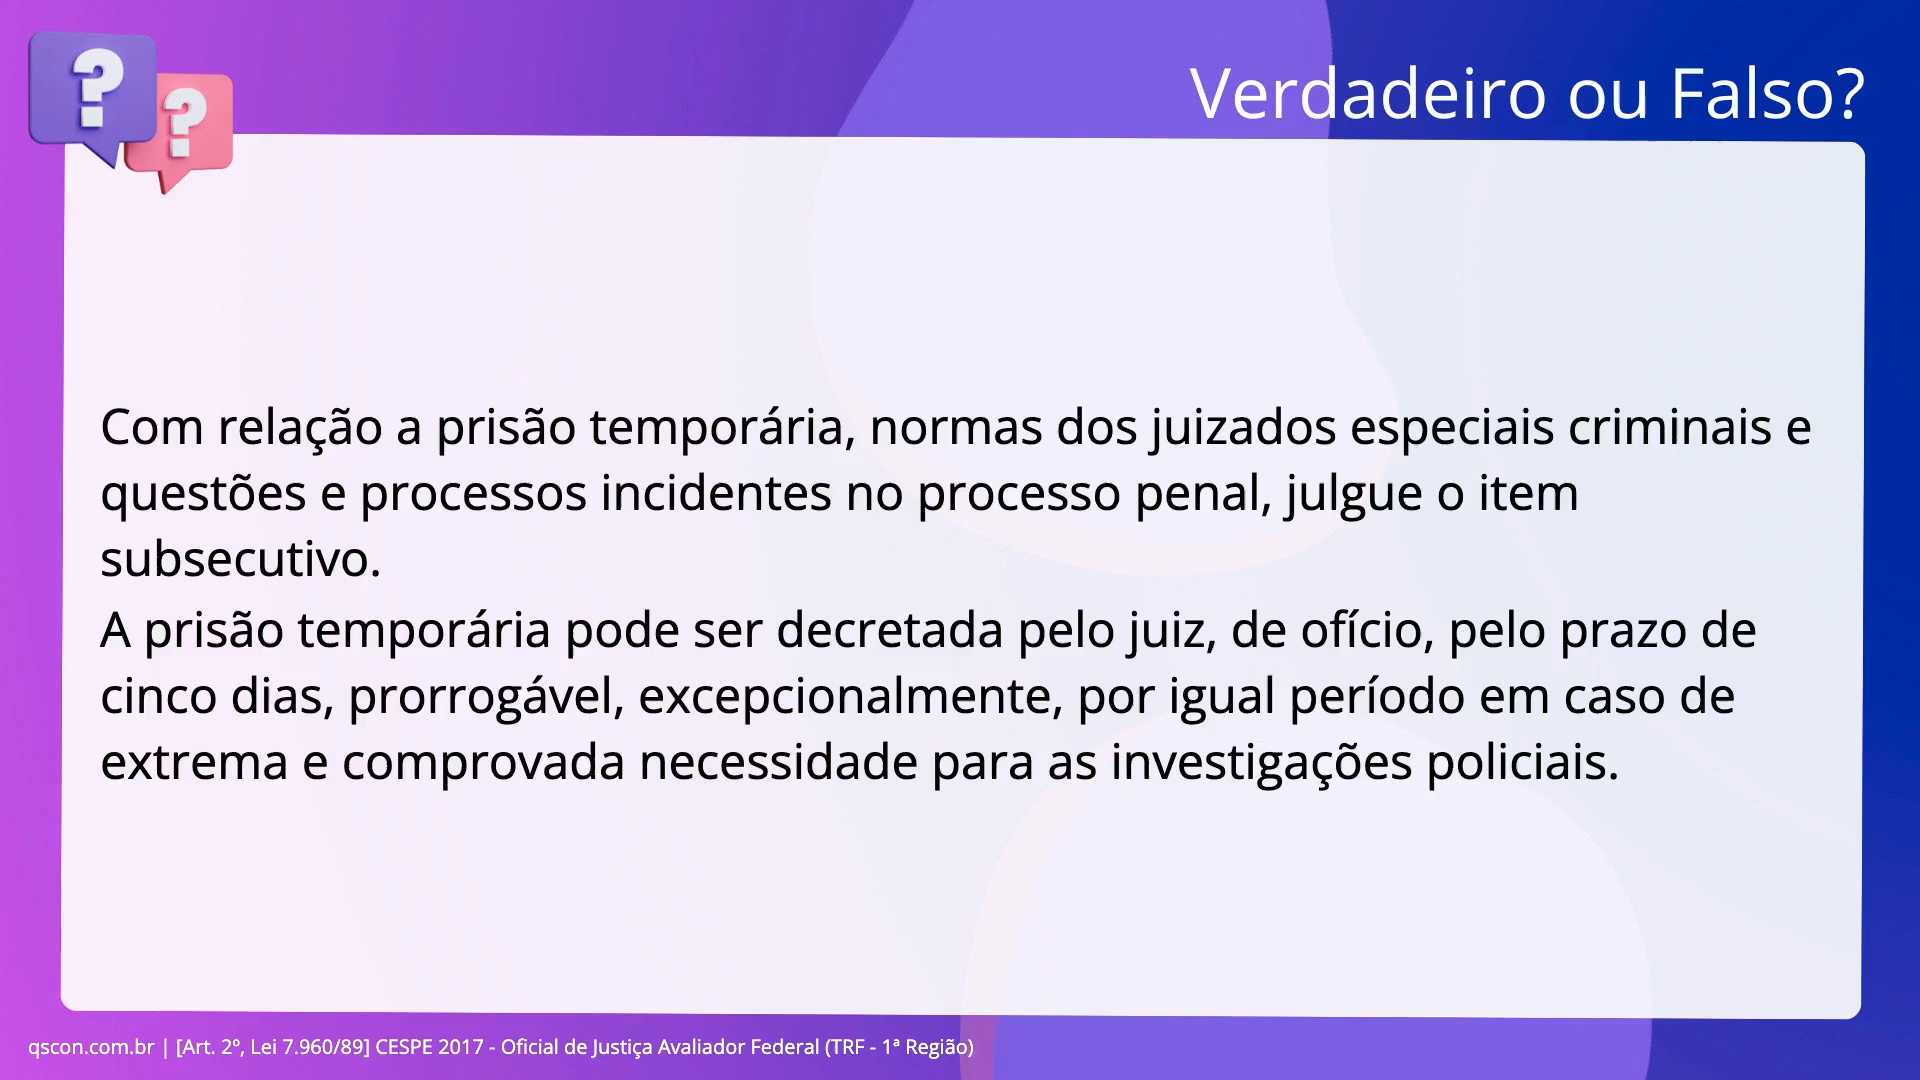 Verdadeiro ou Falso?
Com relação a prisão temporária, normas dos juizados especiais criminais e
questões e processos incidentes no processo penal, julgue o item
subsecutivo.
A prisão temporária pode ser decretada pelo juiz, de ofício, pelo prazo de
cinco dias, prorrogável, excepcionalmente, por igual período em caso de
extrema e comprovada necessidade para as investigações policiais.
qscon.com.br | [Art. 2º, Lei 7.960/89] CESPE 2017 - Oficial de Justiça Avaliador Federal (TRF - 1ª Região)